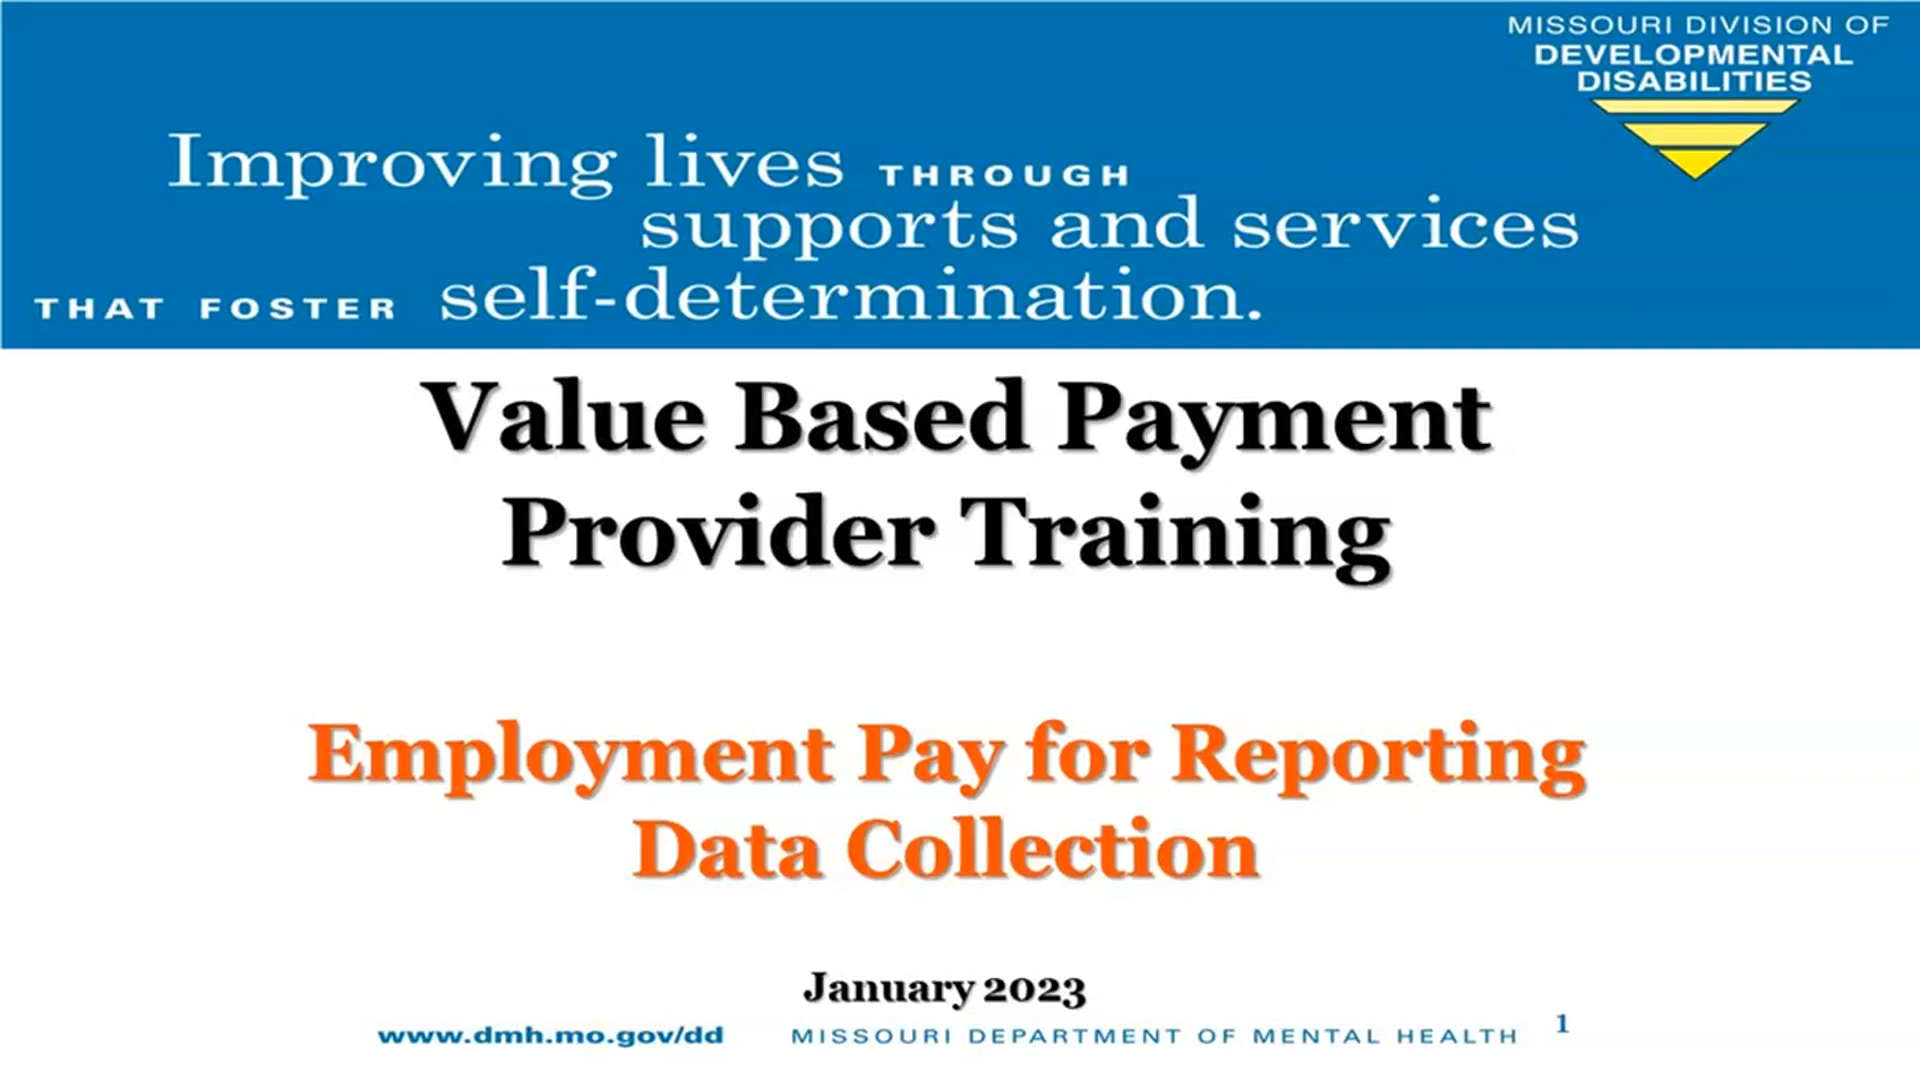 MISSOURI DIVISION OF
DEVELOPMENTAL
DISABILITIES
Improving lives THROUGH
supports and services
THAT FOSTER self-determination.
Value Based Payment
Provider Training
Employment Pay for Reporting
Data Collection
January 2023
www.dmh.mo.gov/dd MISSOURI DEPARTMENT OF MENTAL HEALTH 1